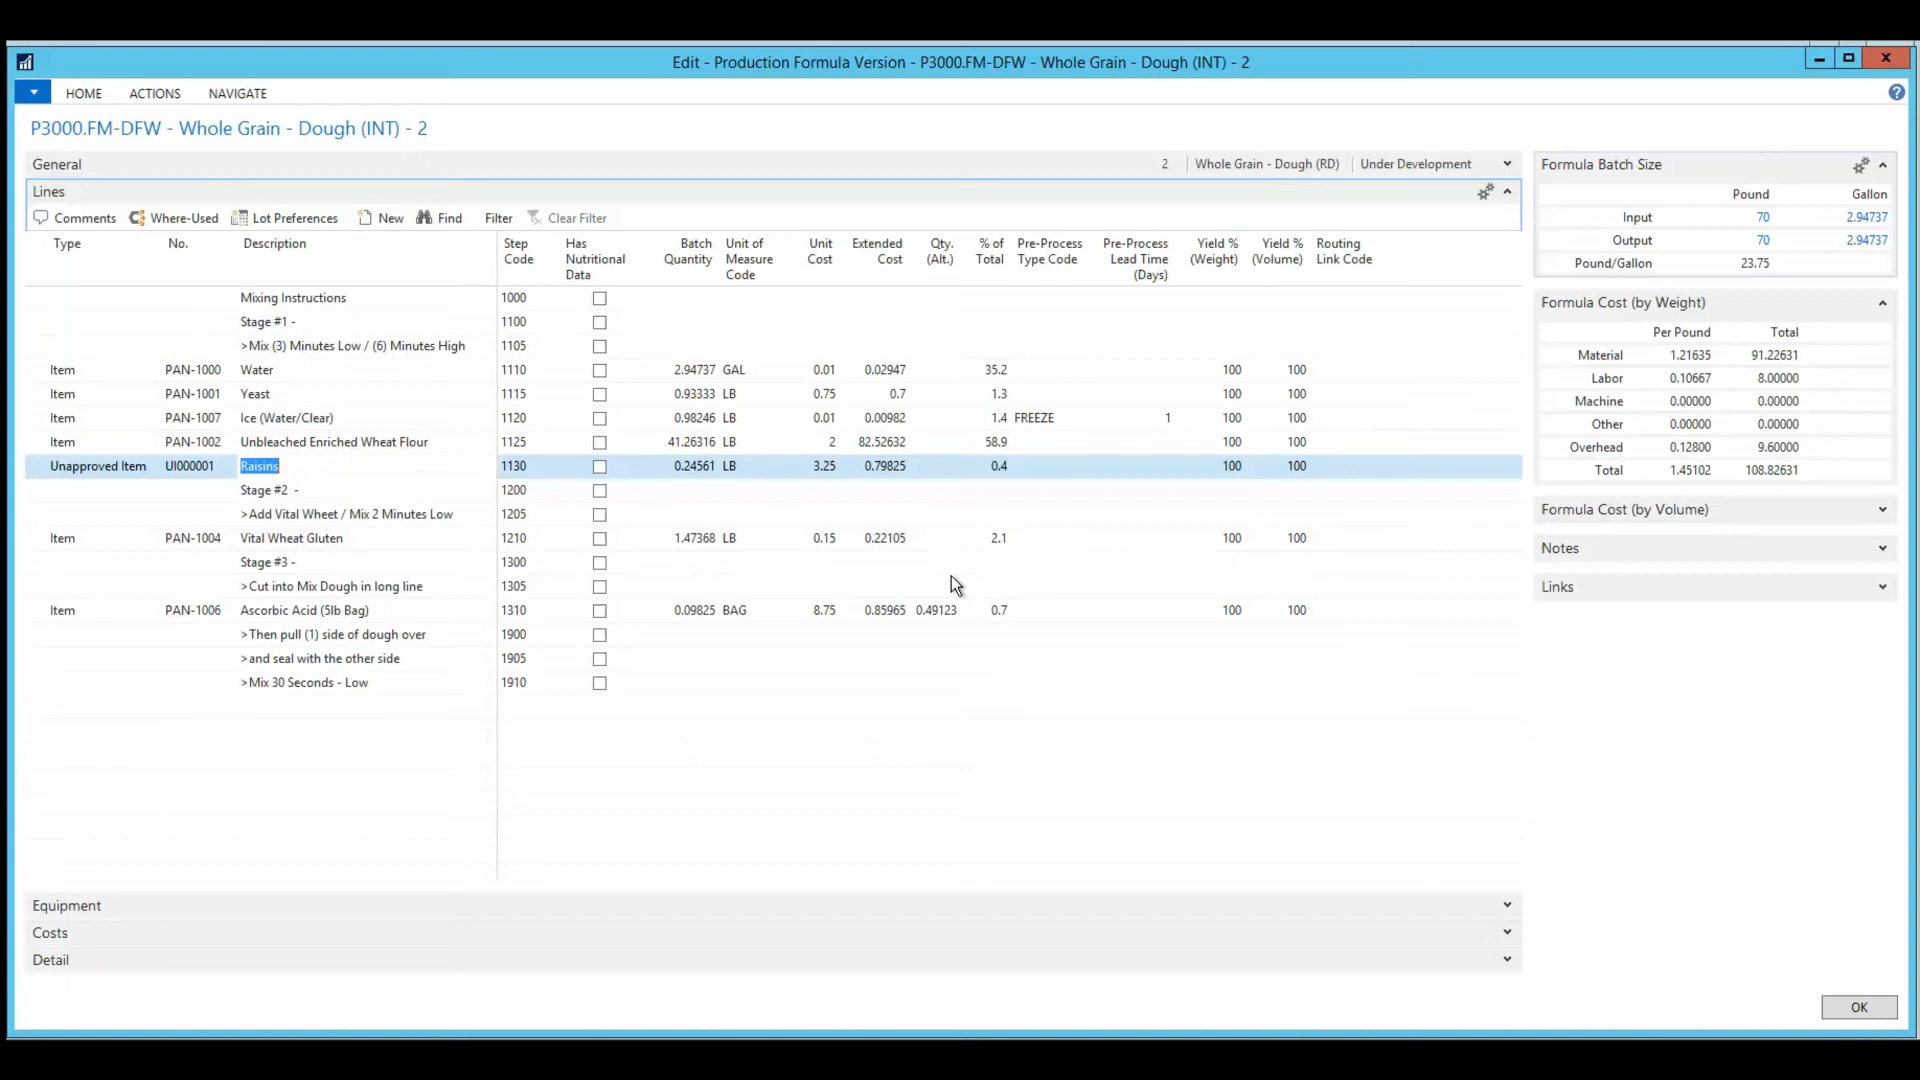 Edit - Production Formula Version - P3000.FM-DFW - Whole Grain - Dough (INT) - 2
HOME ACTIONS NAVIGATE
P3000.FM-DFW - Whole Grain - Dough (INT) - 2
General 2 Whole Grain - Dough (RD) Under Development
Lines
Comments Where-Used Lot Preferences New Find Filter Clear Filter
Type No. Description Step Code Has Nutritional Data Batch Quantity Unit of Measure Code Unit Cost Extended Cost Qty. (Alt.) % of Total Pre-Process Type Code Pre-Process Lead Time (Days) Yield % (Weight) Yield % (Volume) Routing Link Code
Mixing Instructions 1000
Stage #1 - 1100
>Mix (3) Minutes Low / (6) Minutes High 1105
Item PAN-1000 Water 1110 2.94737 GAL 0.01 0.02947 35.2 100 100
Item PAN-1001 Yeast 1115 0.93333 LB 0.75 0.7 1.3 100 100
Item PAN-1007 Ice (Water/Clear) 1120 0.98246 LB 0.01 0.00982 1.4 FREEZE 1 100 100
Item PAN-1002 Unbleached Enriched Wheat Flour 1125 41.26316 LB 2 82.52632 58.9 100 100
Unapproved Item UI000001 Raisins 1130 0.24561 LB 3.25 0.79825 0.4 100 100
Stage #2 - 1200
>Add Vital Wheet / Mix 2 Minutes Low 1205
Item PAN-1004 Vital Wheat Gluten 1210 1.47368 LB 0.15 0.22105 2.1 100 100
Stage #3 - 1300
>Cut into Mix Dough in long line 1305
Item PAN-1006 Ascorbic Acid (5lb Bag) 1310 0.09825 BAG 8.75 0.85965 0.49123 0.7 100 100
>Then pull (1) side of dough over 1900
>and seal with the other side 1905
>Mix 30 Seconds - Low 1910
Equipment
Costs
Detail
Formula Batch Size
Pound Gallon
Input 70 2.94737
Output 70 2.94737
Pound/Gallon 23.75
Formula Cost (by Weight)
Per Pound Total
Material 1.21635 91.22631
Labor 0.10667 8.00000
Machine 0.00000 0.00000
Other 0.00000 0.00000
Overhead 0.12800 9.60000
Total 1.45102 108.82631
Formula Cost (by Volume)
Notes
Links
OK